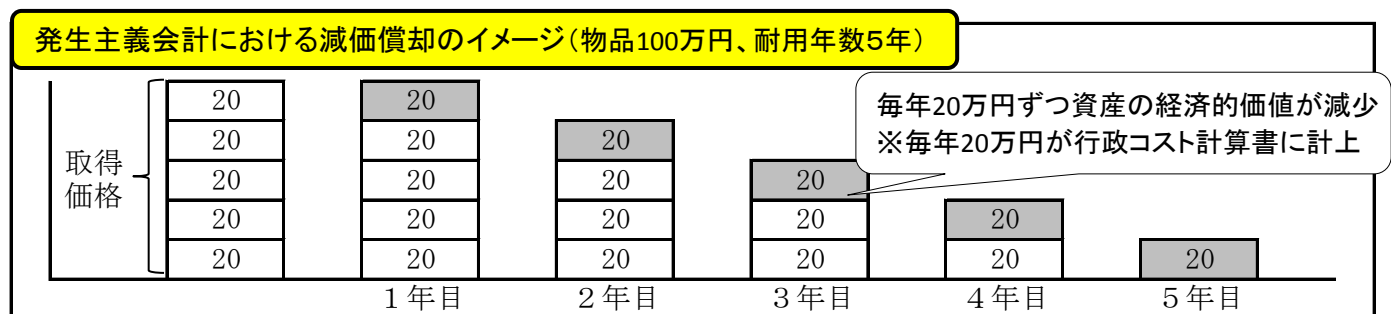 発生主義会計における減価償却のイメージ（物品100万円、耐用年数５年）
毎年20万円ずつ資産の経済的価値が減少
※毎年20万円が行政コスト計算書に計上
取得
価格
20 20
20 20 20
20 20 20 20
20 20 20 20 20
20 20 20 20 20 20
１年目 ２年目 ３年目 ４年目 ５年目